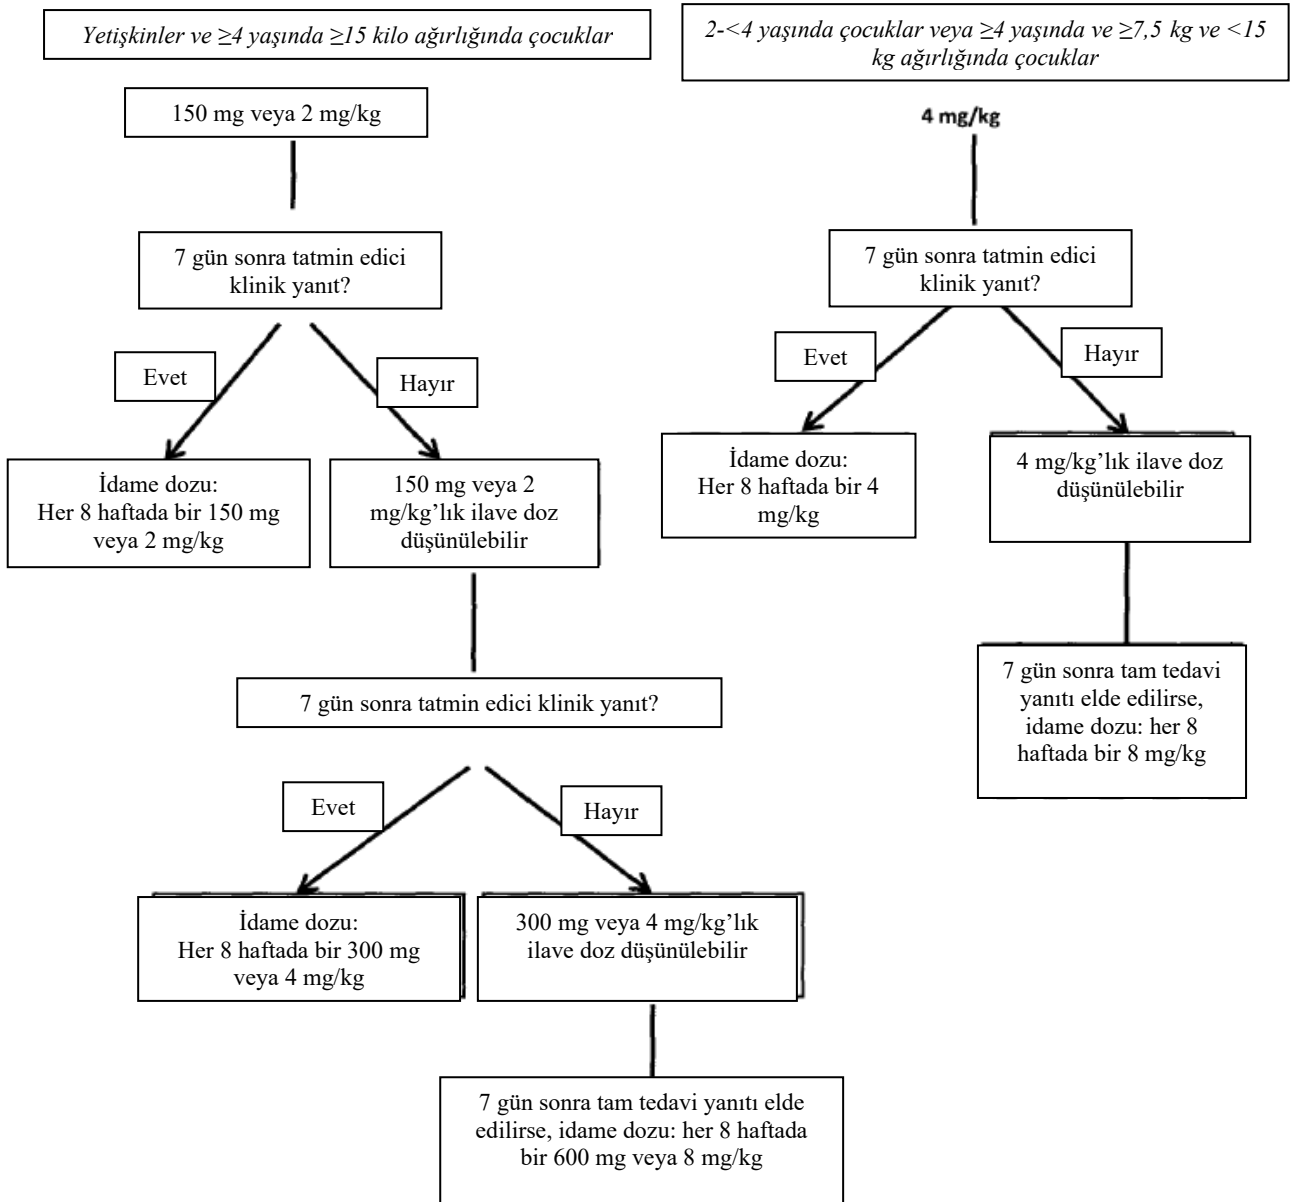 Yetişkinler ve ≥4 yaşında ≥15 kilo ağırlığında çocuklar
150 mg veya 2 mg/kg
7 gün sonra tatmin edici
klinik yanıt?
Evet
Hayır
İdame dozu:
Her 8 haftada bir 150 mg
veya 2 mg/kg
150 mg veya 2
mg/kg’lık ilave doz
düşünülebilir
7 gün sonra tatmin edici klinik yanıt?
Evet
Hayır
İdame dozu:
Her 8 haftada bir 300 mg
veya 4 mg/kg
300 mg veya 4 mg/kg’lık
ilave doz düşünülebilir
7 gün sonra tam tedavi yanıtı elde
edilirse, idame dozu: her 8 haftada
bir 600 mg veya 8 mg/kg
2-<4 yaşında çocuklar veya ≥4 yaşında ve ≥7,5 kg ve <15
kg ağırlığında çocuklar
4 mg/kg
7 gün sonra tatmin edici
klinik yanıt?
Evet
Hayır
İdame dozu:
Her 8 haftada bir 4
mg/kg
4 mg/kg’lık ilave doz
düşünülebilir
7 gün sonra tam tedavi
yanıtı elde edilirse,
idame dozu: her 8
haftada bir 8 mg/kg